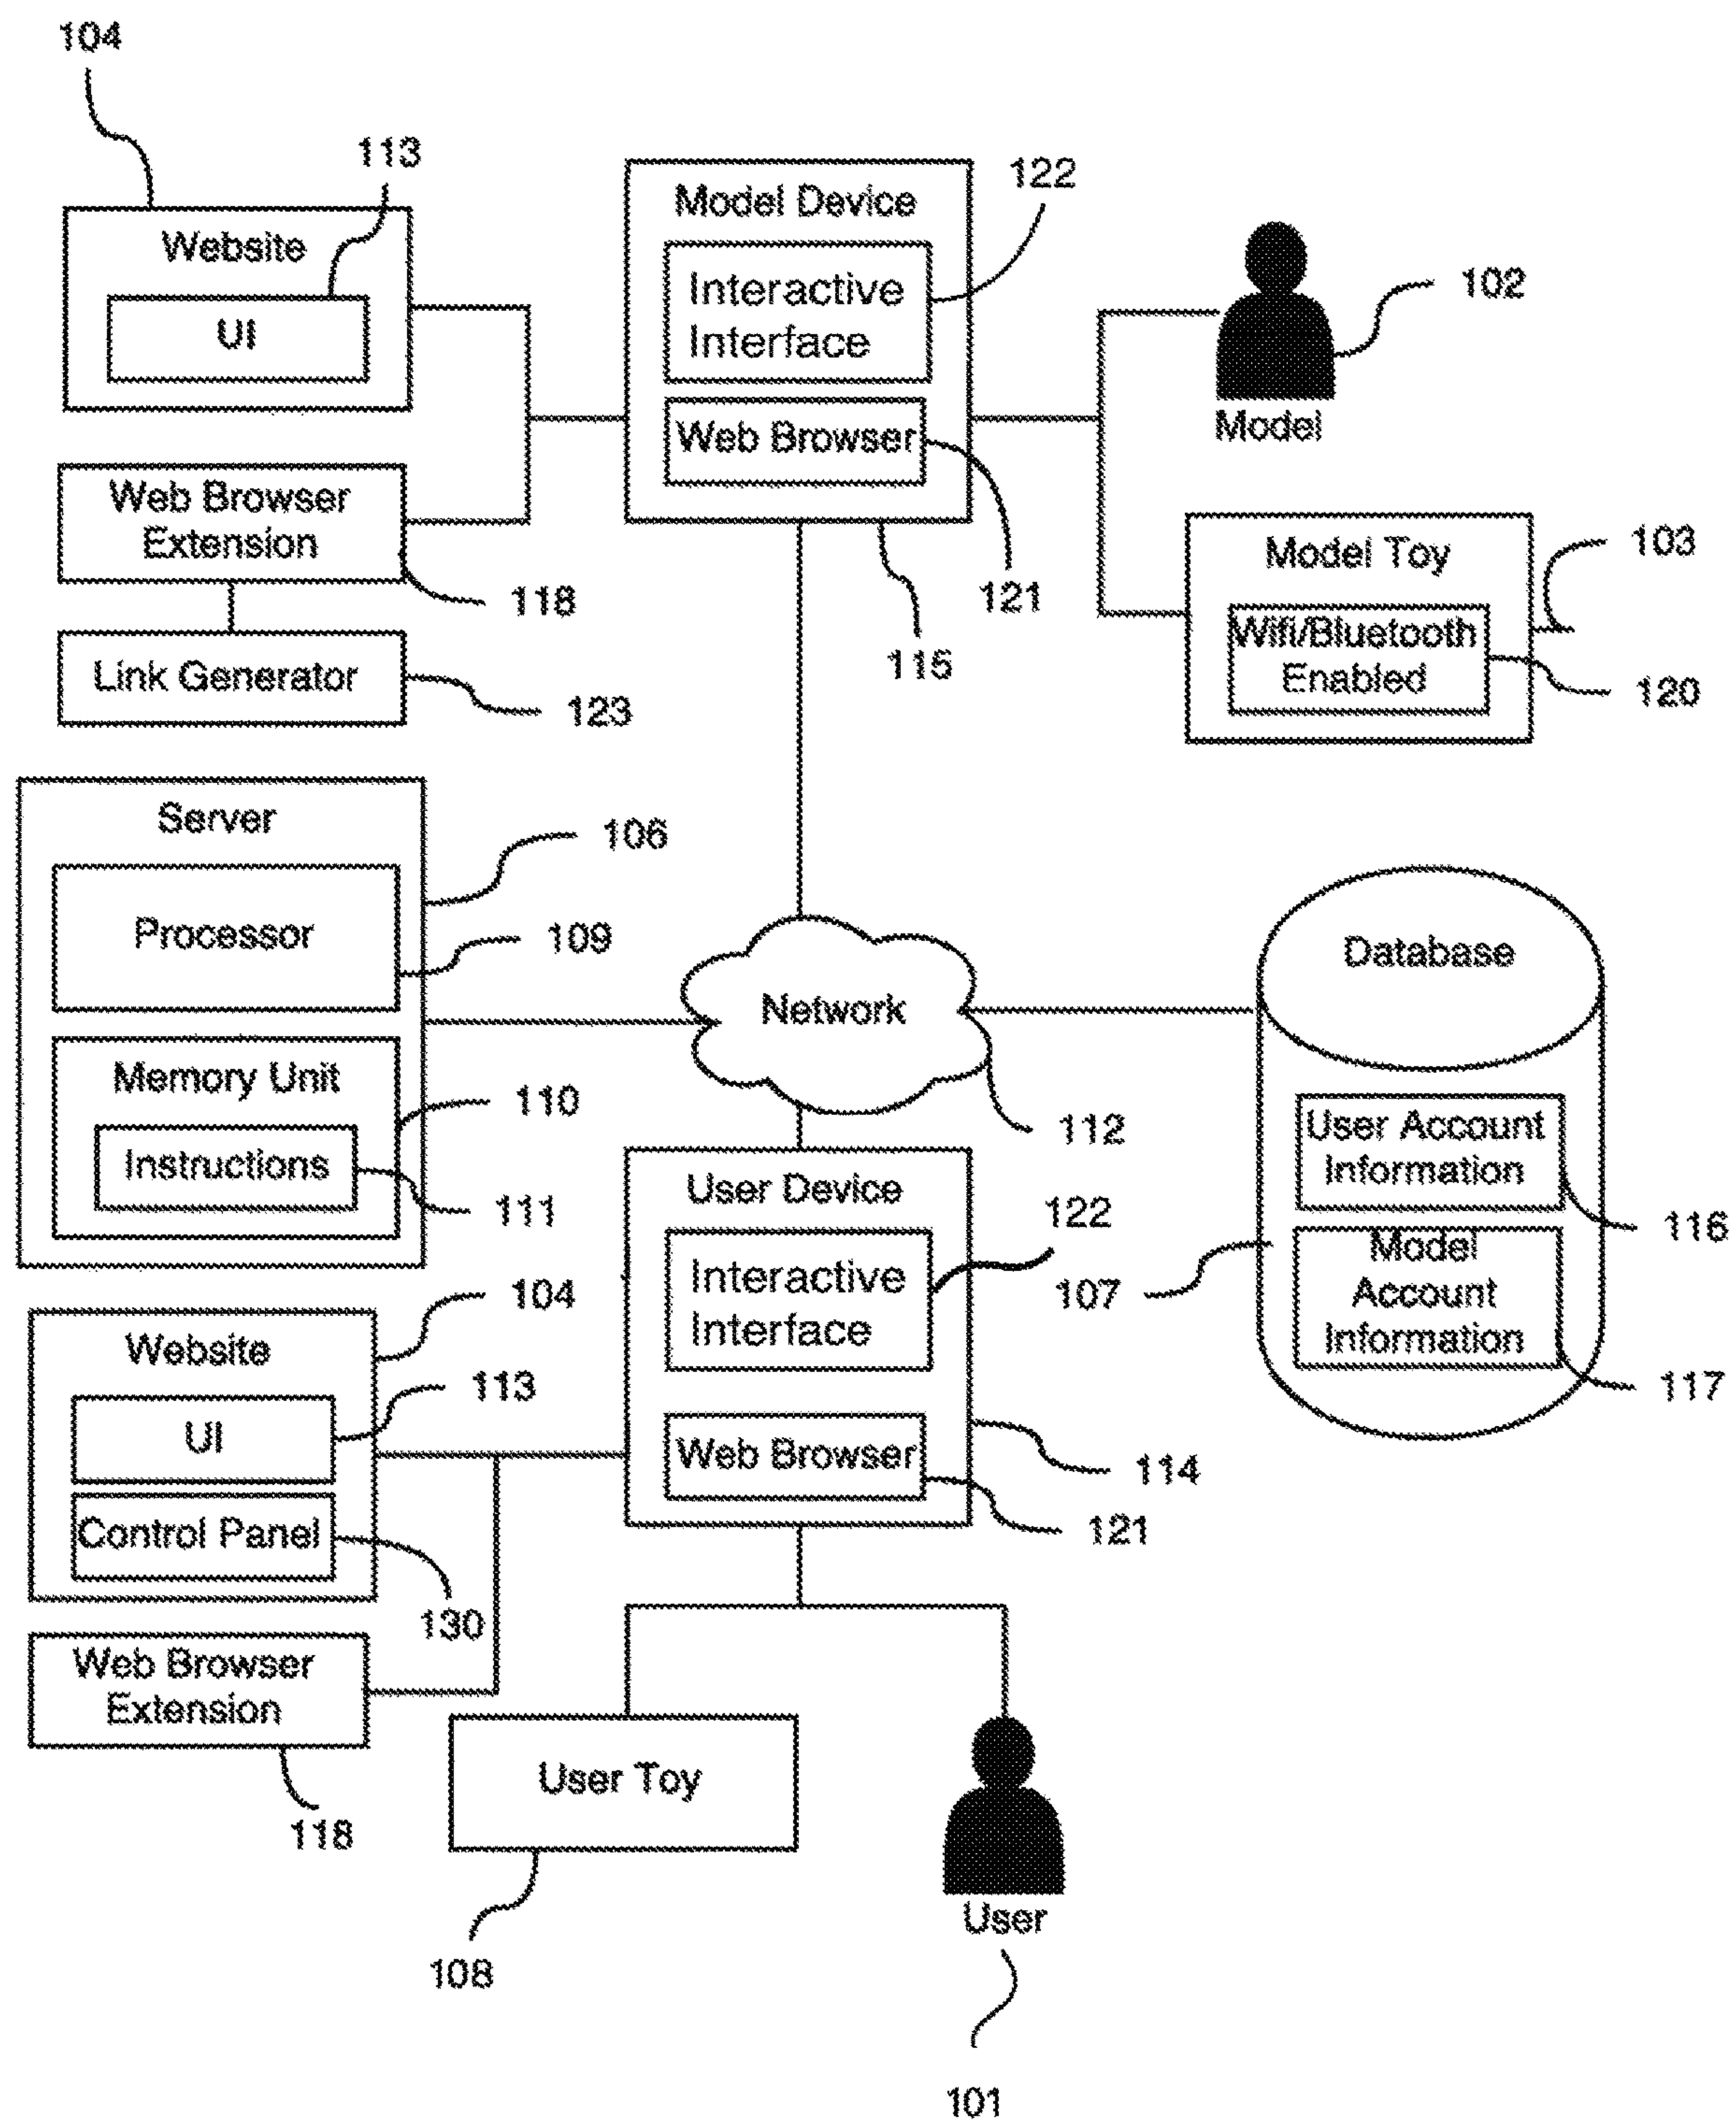 104
113
Website
UI
Model Device
Interactive
Interface
Web Browser
122
102
Model
Web Browser
Extension
118
121
115
Model Toy
Wifi/Bluetooth
Enabled
103
120
Link Generator
123
Server
106
Processor
109
Memory Unit
110
Instructions
111
Network
112
Database
User Account
Information
116
Model
Account
Information
107
117
104
Website
113
UI
Control Panel
130
User Device
122
Interactive
Interface
Web Browser
114
121
Web Browser
Extension
118
User Toy
108
User
101